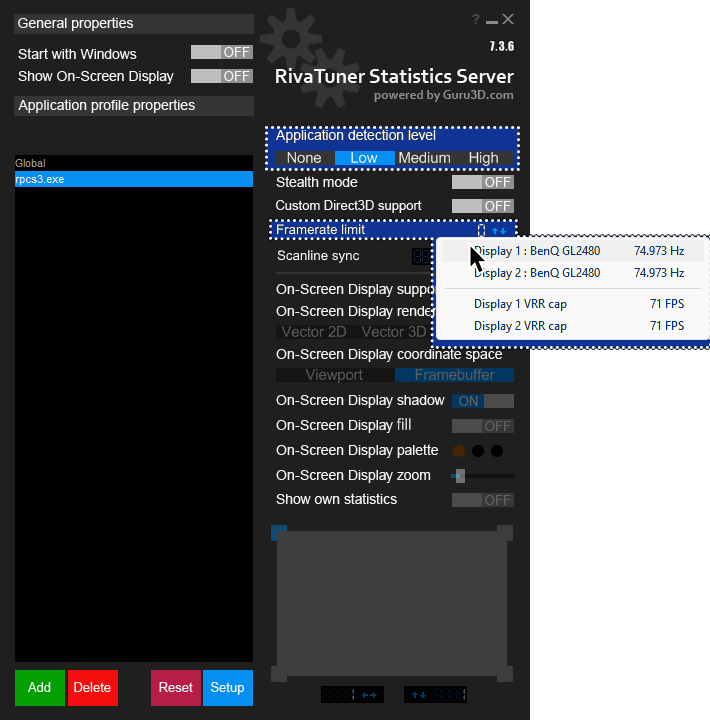 General properties
Start with Windows OFF
Show On-Screen Display OFF
Application profile properties
Global
rpcs3.exe
Add Delete Reset Setup
? 
7.3.6
RivaTuner Statistics Server
powered by Guru3D.com
Application detection level
None Low Medium High
Stealth mode OFF
Custom Direct3D support OFF
Framerate limit 0
Scanline sync
Display 1 : BenQ GL2480 74.973 Hz
Display 2 : BenQ GL2480 74.973 Hz
Display 1 VRR cap 71 FPS
Display 2 VRR cap 71 FPS
On-Screen Display
On-Screen Display
Vector 2D Vector 3D
On-Screen Display coordinate space
Viewport Framebuffer
On-Screen Display shadow ON
On-Screen Display fill OFF
On-Screen Display palette
On-Screen Display zoom
Show own statistics OFF